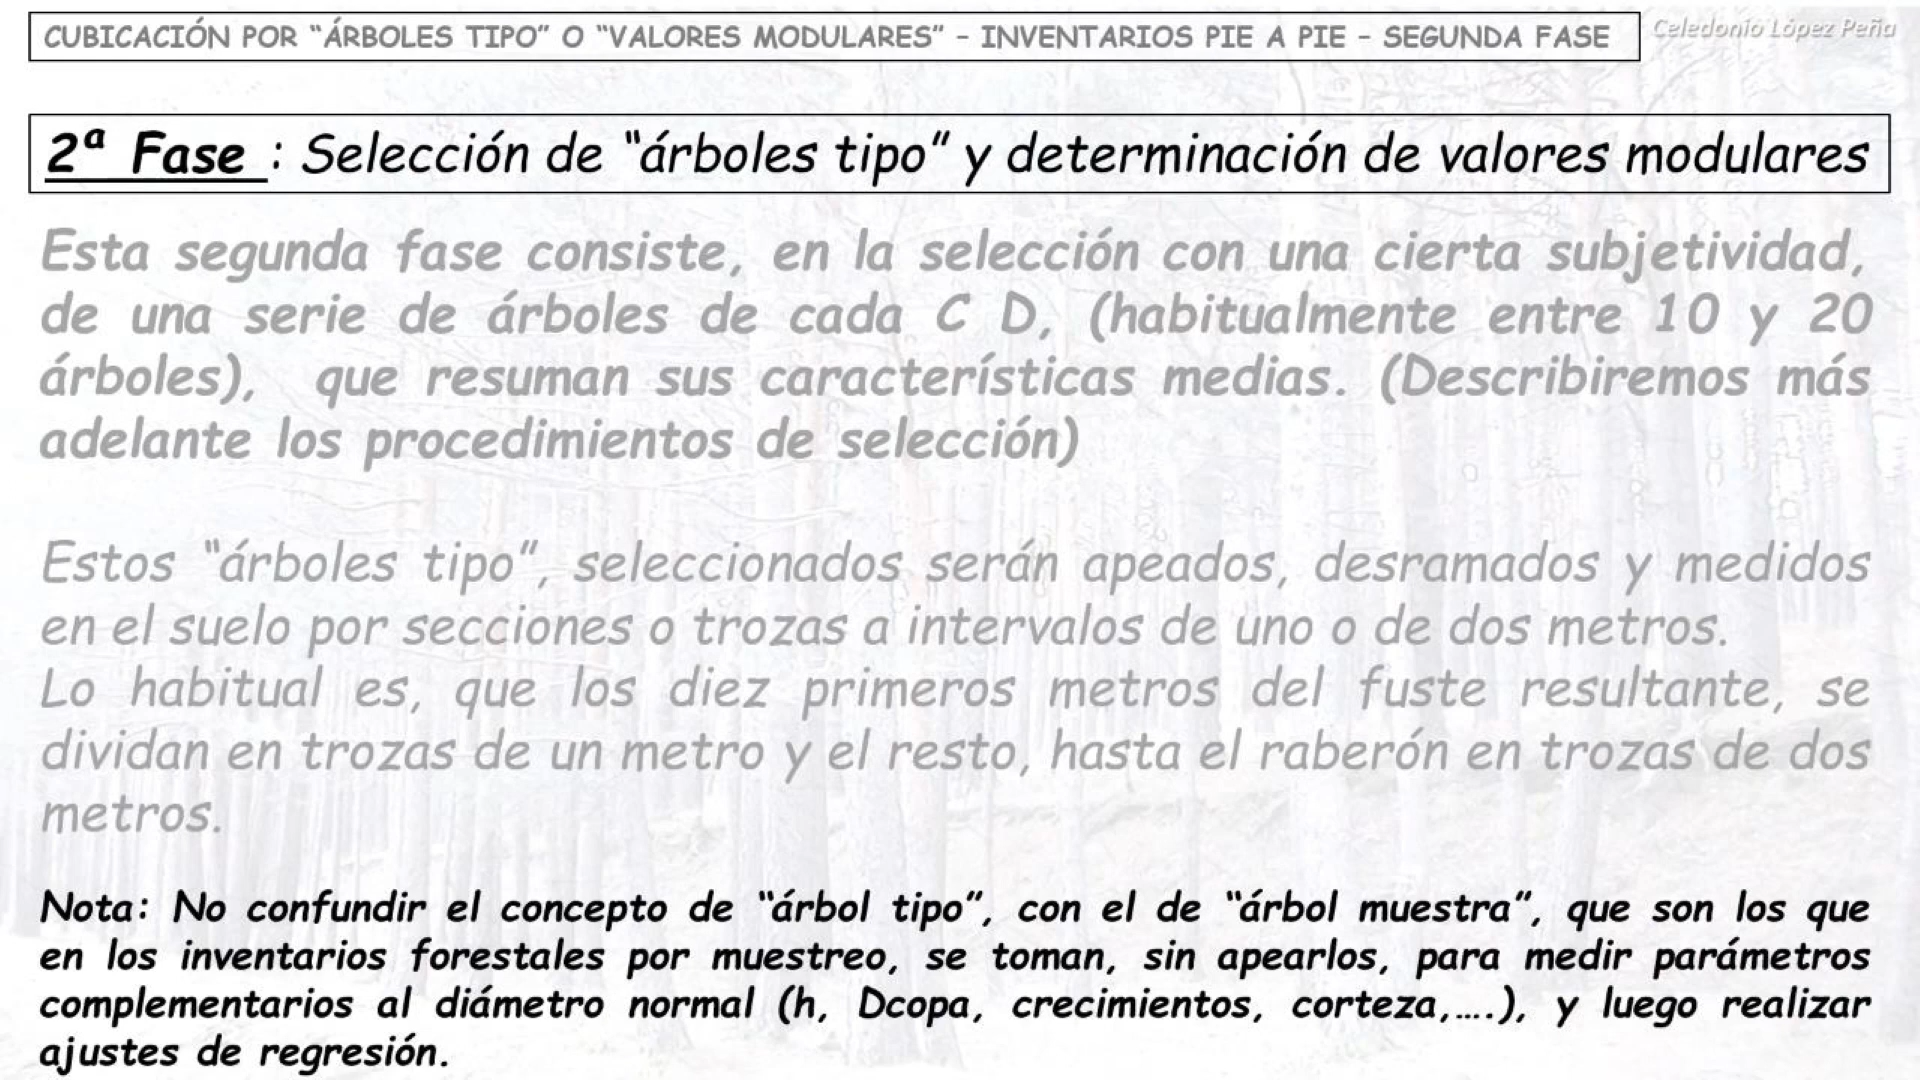 CUBICACIÓN POR “ÁRBOLES TIPO” O “VALORES MODULARES” – INVENTARIOS PIE A PIE – SEGUNDA FASE
Celedonio López Peña
2ª Fase : Selección de “árboles tipo” y determinación de valores modulares
Esta segunda fase consiste, en la selección con una cierta subjetividad,
de una serie de árboles de cada C D, (habitualmente entre 10 y 20
árboles), que resuman sus características medias. (Describiremos más
adelante los procedimientos de selección)
Estos “árboles tipo”, seleccionados serán apeados, desramados y medidos
en el suelo por secciones o trozas a intervalos de uno o de dos metros.
Lo habitual es, que los diez primeros metros del fuste resultante, se
dividan en trozas de un metro y el resto, hasta el raberón en trozas de dos
metros.
Nota: No confundir el concepto de “árbol tipo”, con el de “árbol muestra”, que son los que
en los inventarios forestales por muestreo, se toman, sin apearlos, para medir parámetros
complementarios al diámetro normal (h, Dcopa, crecimientos, corteza,….), y luego realizar
ajustes de regresión.